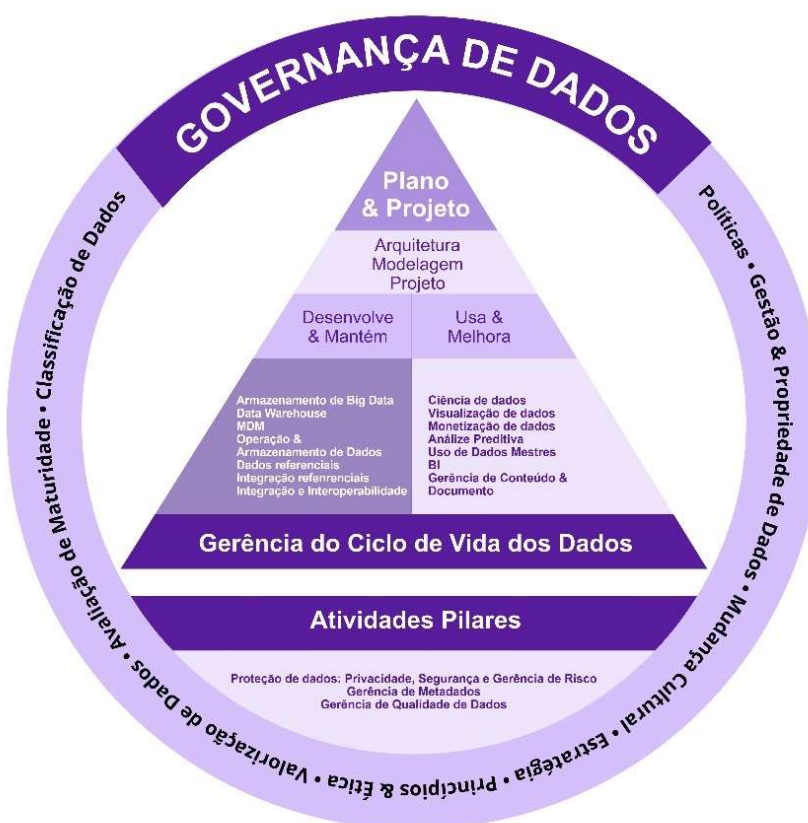 GOVERNANÇA DE DADOS
Plano
& Projeto
Arquitetura
Modelagem
Projeto
Desenvolve
& Mantém
Usa &
Melhora
Armazenamento de Big Data
Data Warehouse
MDM
Operação &
Armazenamento de Dados
Dados referenciais
Integração refenrenciais
Integração e Interoperabilidade
Ciência de dados
Visualização de dados
Monetização de dados
Análize Preditiva
Uso de Dados Mestres
BI
Gerência de Conteúdo &
Documento
Gerência do Ciclo de Vida dos Dados
Atividades Pilares
Proteção de dados: Privacidade, Segurança e Gerência de Risco
Gerência de Metadados
Gerência de Qualidade de Dados
Políticas • Gestão & Propriedade de Dados • Mudança Cultural • Estratégia • Princípios & Ética • Valorização de Dados • Avaliação de Maturidade • Classificação de Dados